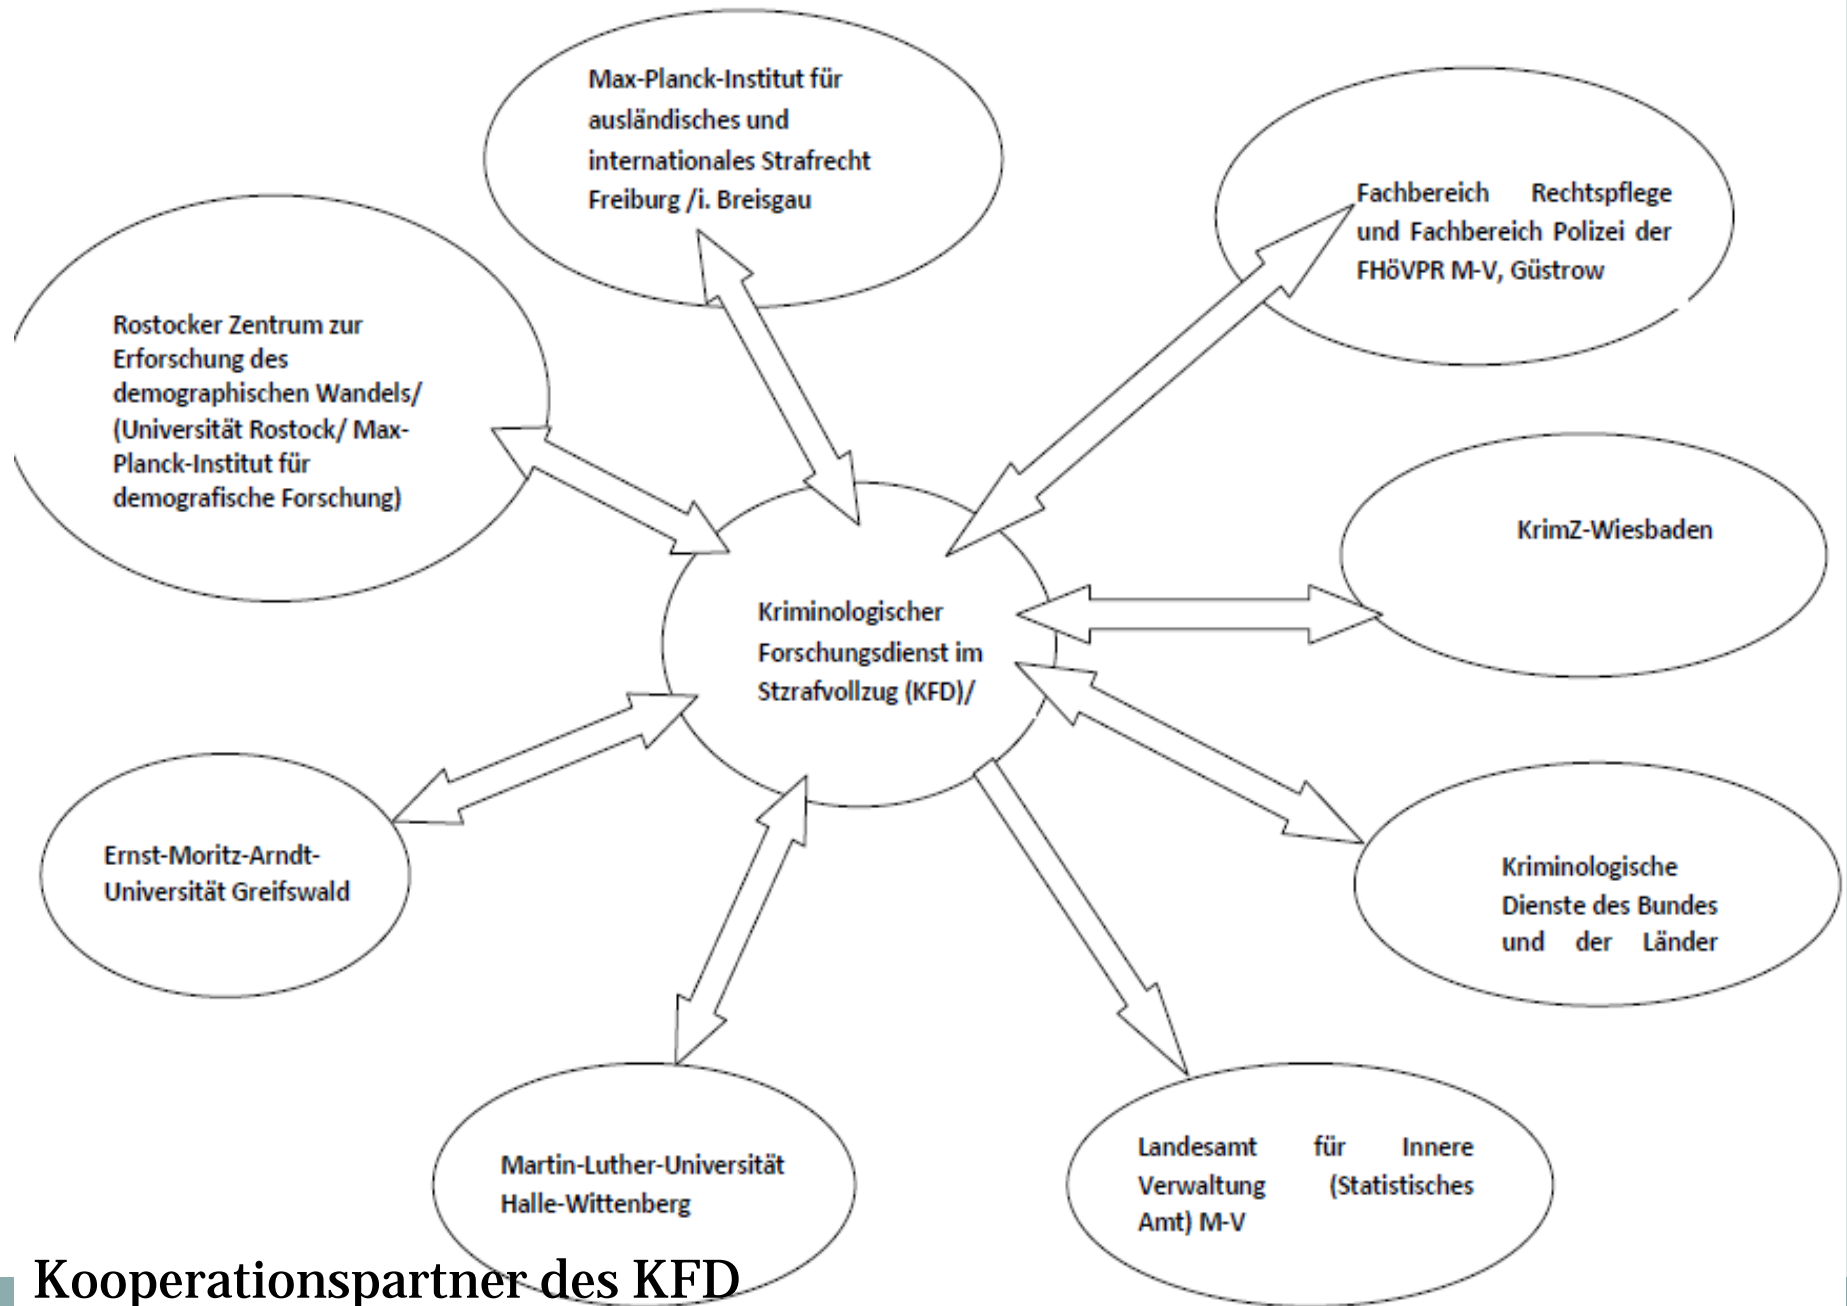 Max-Planck-Institut für
ausländisches und
internationales Strafrecht
Freiburg /i. Breisgau
Fachbereich Rechtspflege
und Fachbereich Polizei der
FHöVPR M-V, Güstrow
Rostocker Zentrum zur
Erforschung des
demographischen Wandels/
(Universität Rostock/ Max-
Planck-Institut für
demografische Forschung)
KrimZ-Wiesbaden
Kriminologischer
Forschungsdienst im
Stzrafvollzug (KFD)/
Ernst-Moritz-Arndt-
Universität Greifswald
Kriminologische
Dienste des Bundes
und der Länder
Martin-Luther-Universität
Halle-Wittenberg
Landesamt für Innere
Verwaltung (Statistisches
Amt) M-V
Kooperationspartner des KFD